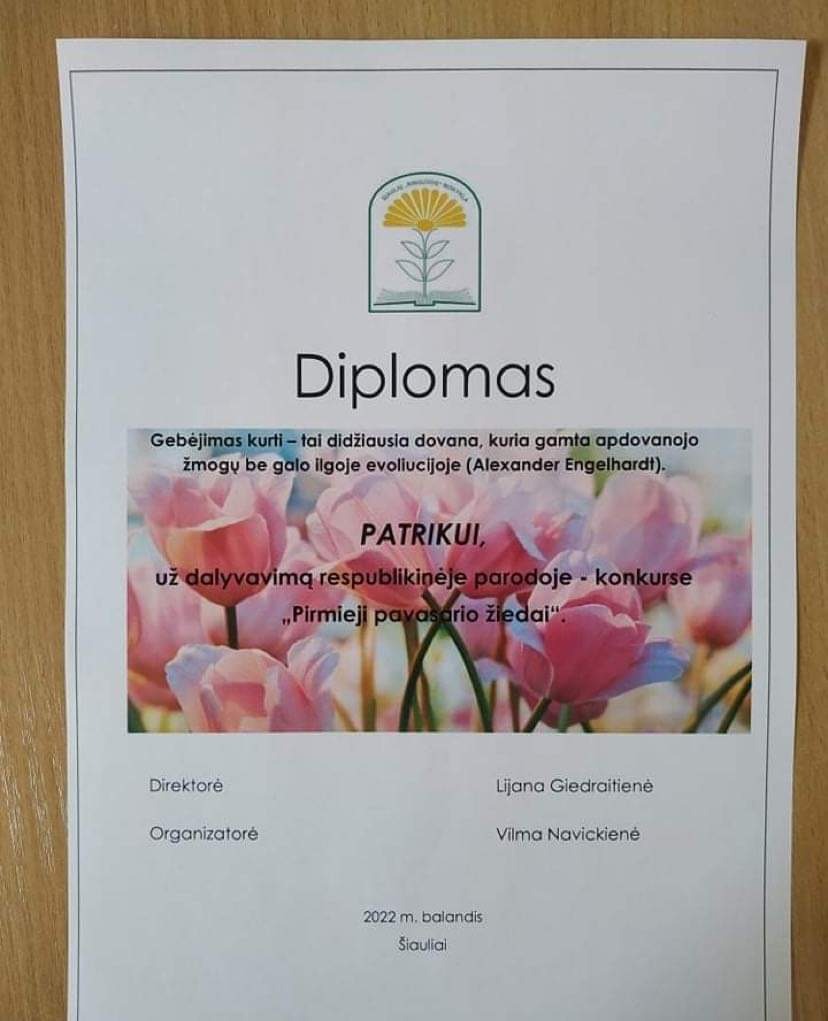 Diplomas
Gebėjimas kurti – tai didžiausia dovana, kuria gamta apdovanojo
žmogų be galo ilgoje evoliucijoje (Alexander Engelhardt).
PATRIKUI,
už dalyvavimą respublikinėje parodoje - konkurse
„Pirmieji pavasario žiedai“.
Direktorė Lijana Giedraitienė
Organizatorė Vilma Navickienė
2022 m. balandis
Šiauliai